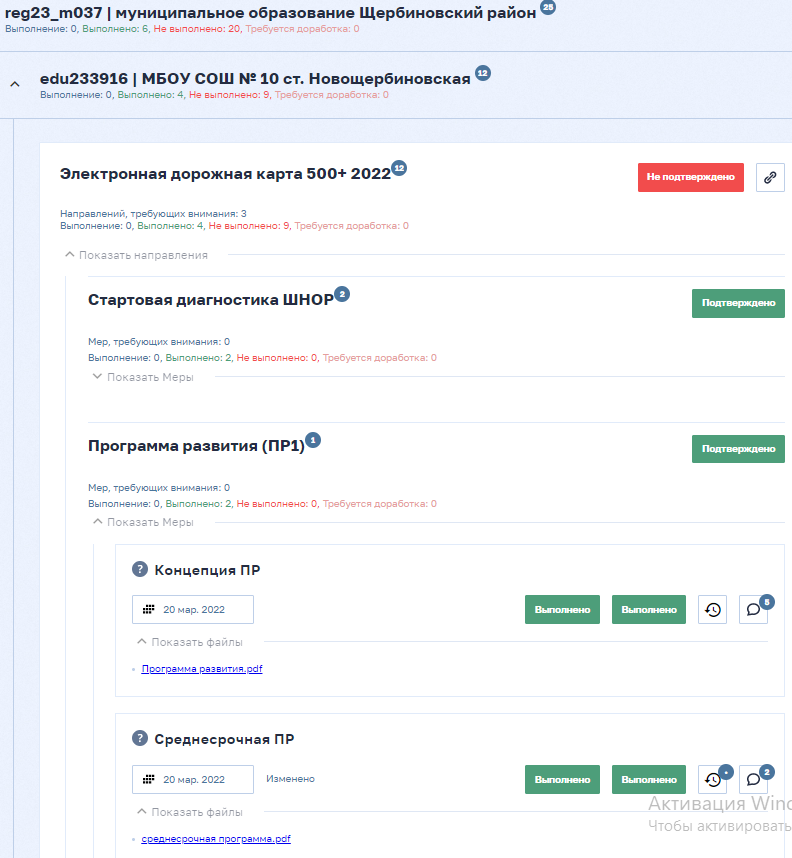 reg23_m037 | муниципальное образование Щербиновский район 25
Выполнение: 0, Выполнено: 6, Не выполнено: 20, Требуется доработка: 0
edu233916 | МБОУ СОШ № 10 ст. Новощербиновская 12
Выполнение: 0, Выполнено: 4, Не выполнено: 9, Требуется доработка: 0
Электронная дорожная карта 500+ 2022 12
Не подтверждено
Направлений, требующих внимания: 3
Выполнение: 0, Выполнено: 4, Не выполнено: 9, Требуется доработка: 0
Показать направления
Стартовая диагностика ШНОР 2
Подтверждено
Мер, требующих внимания: 0
Выполнение: 0, Выполнено: 2, Не выполнено: 0, Требуется доработка: 0
Показать Меры
Программа развития (ПР1) 1
Подтверждено
Мер, требующих внимания: 0
Выполнение: 0, Выполнено: 2, Не выполнено: 0, Требуется доработка: 0
Показать Меры
? Концепция ПР
20 мар. 2022 Выполнено Выполнено 5
Показать файлы
Программа развития.pdf
? Среднесрочная ПР
20 мар. 2022 Изменено Выполнено Выполнено 2
Активация Wind
Показать файлы
Чтобы активировать
среднесрочная программа.pdf